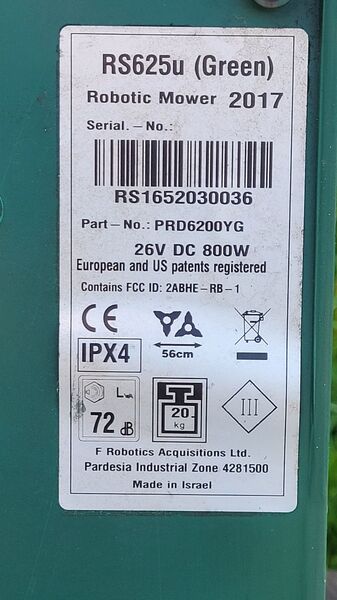 RS625u (Green)
Robotic Mower 2017
Serial. – No.:
RS1652030036
Part – No.: PRD6200YG
26V DC 800W
European and US patents registered
Contains FCC ID: 2ABHE – RB – 1
CE
IPX4
56cm
72 dB
20
kg
III
F Robotics Acquisitions Ltd.
Pardesia Industrial Zone 4281500
Made in Israel